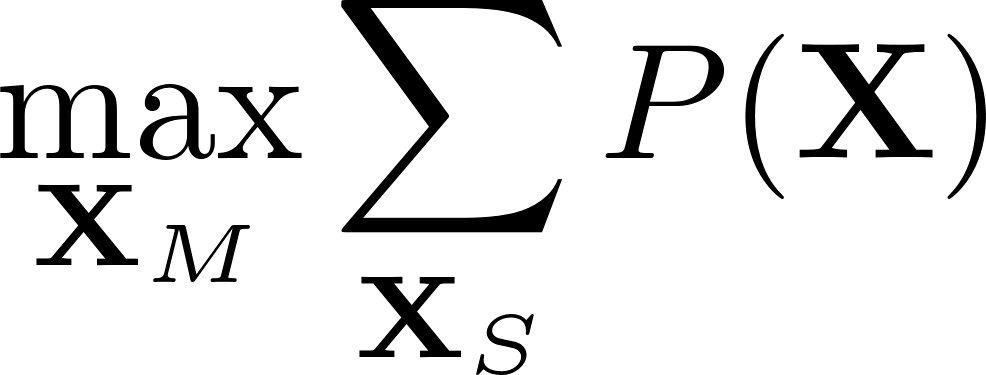 max ∑ P(X)
X_M X_S